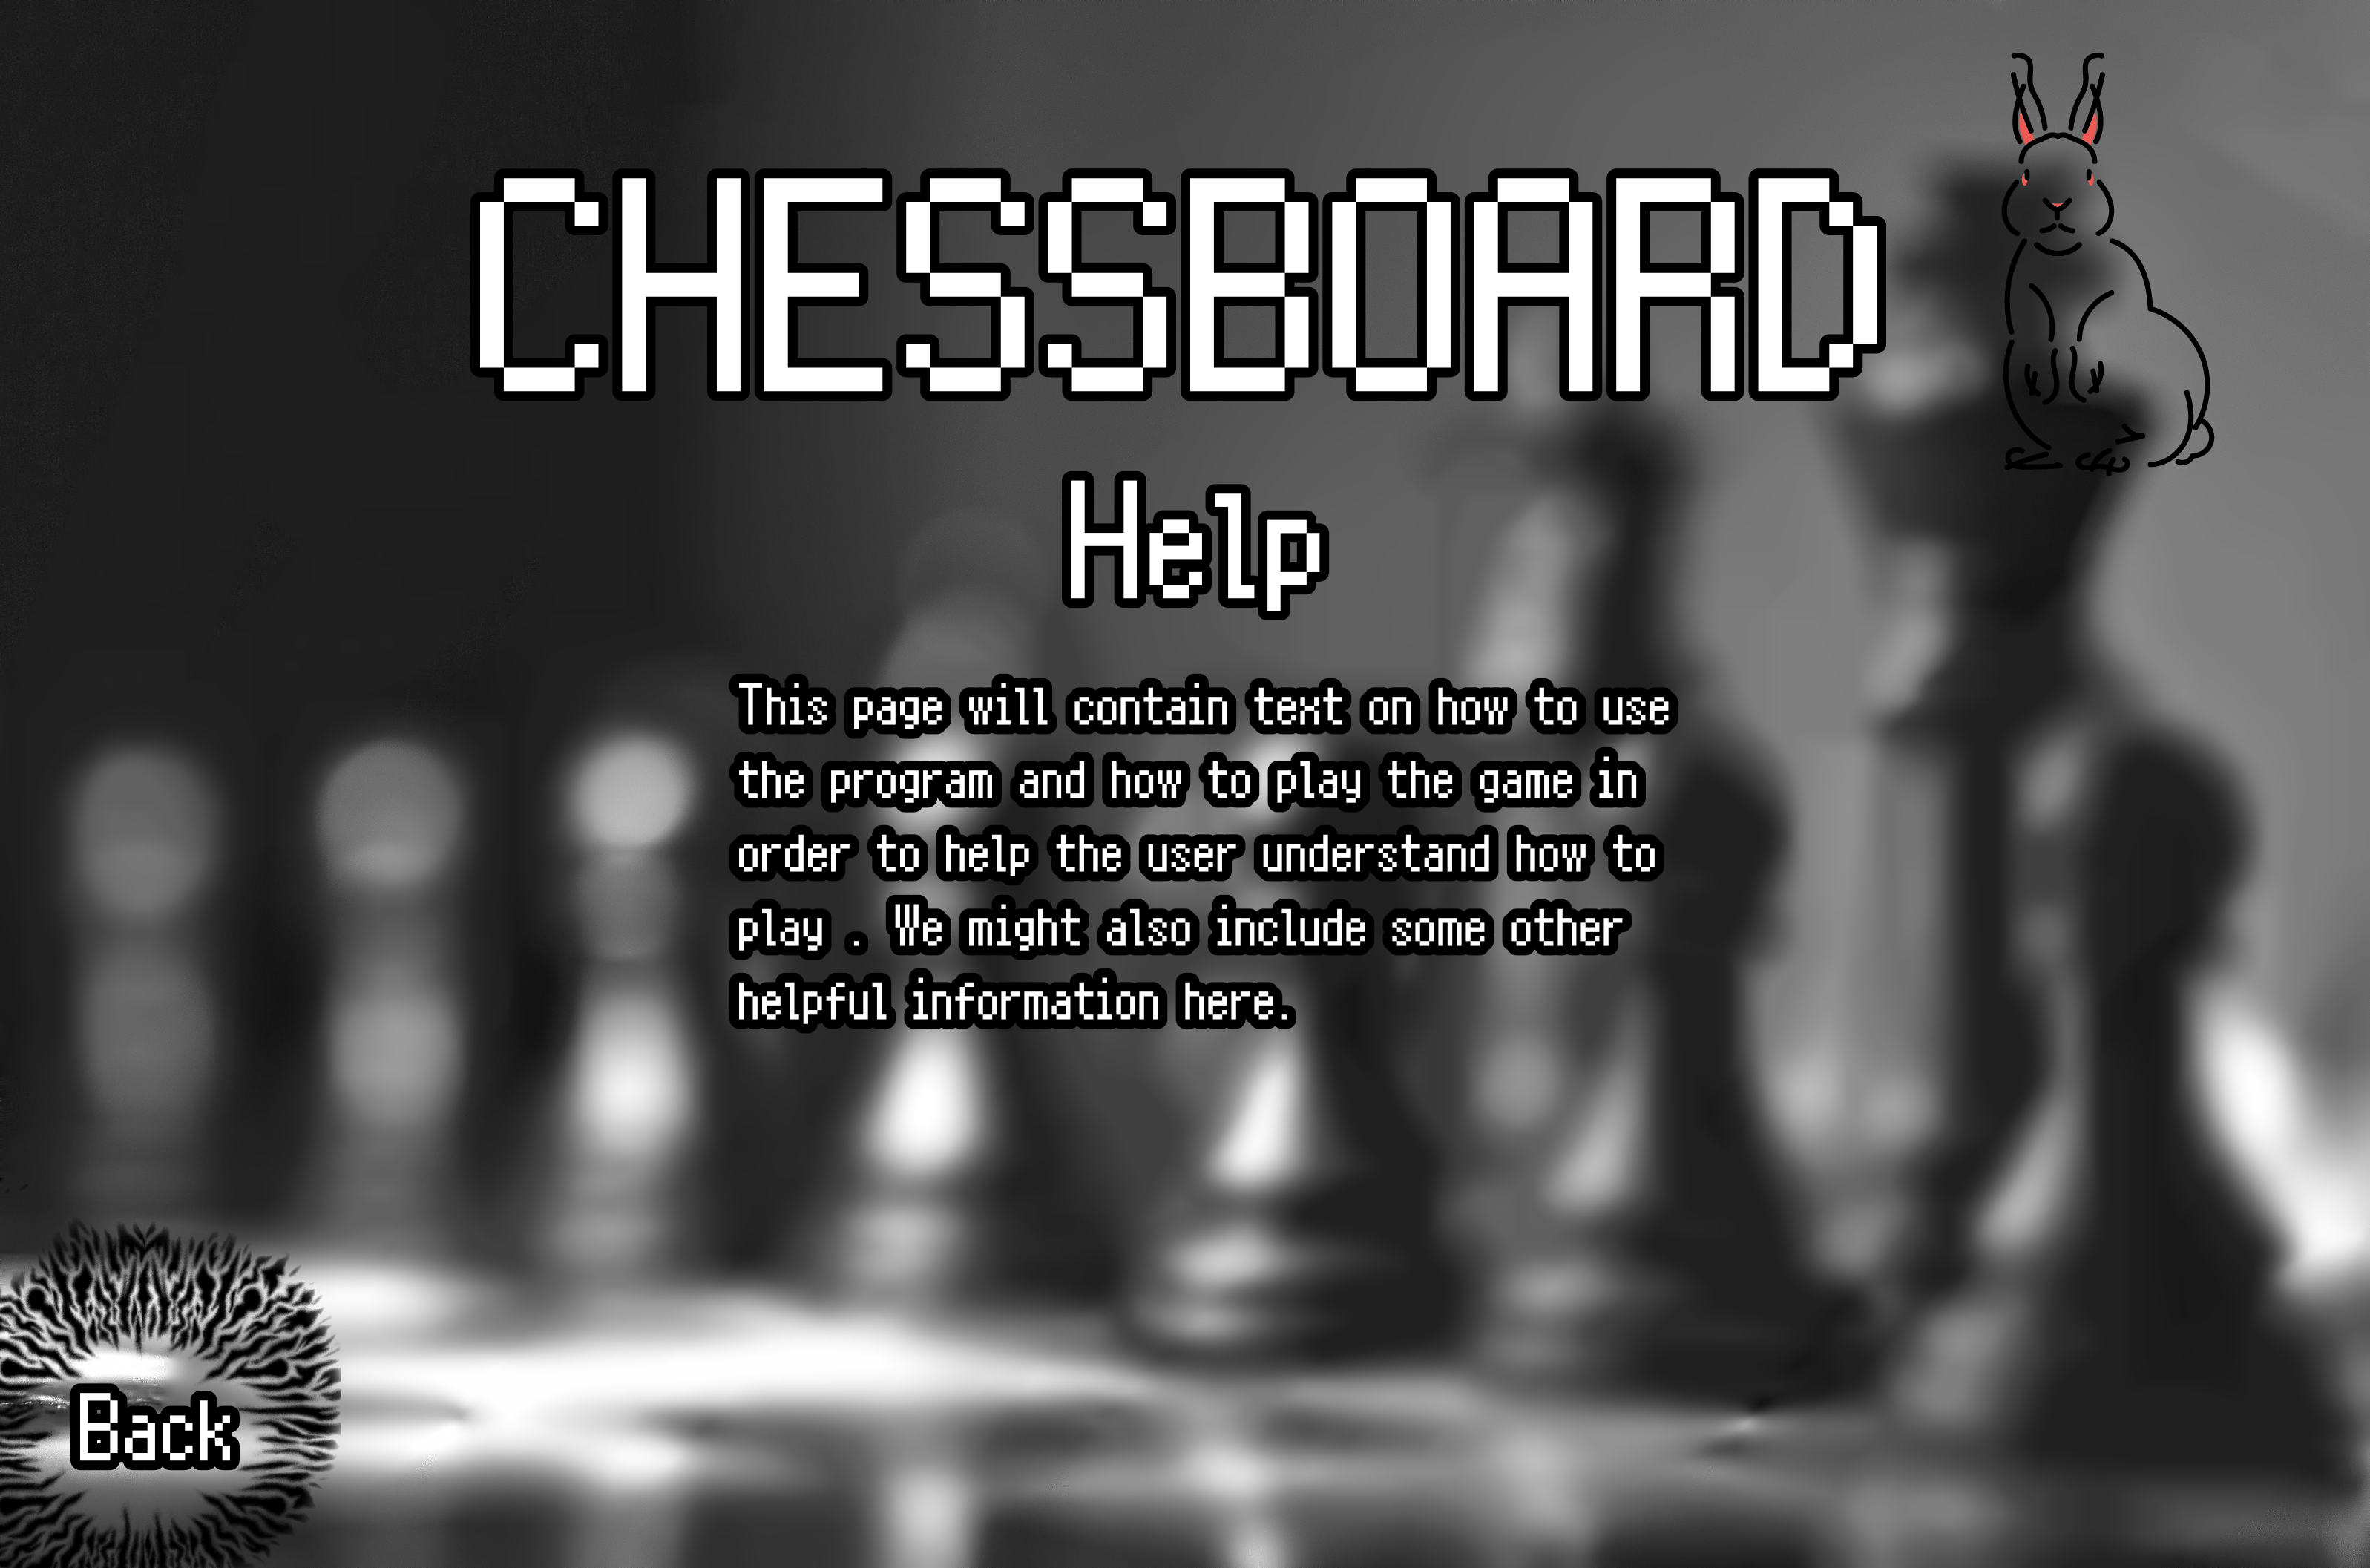 CHESSBOARD
Help
This page will contain text on how to use
the program and how to play the game in
order to help the user understand how to
play . We might also include some other
helpful information here.
Back